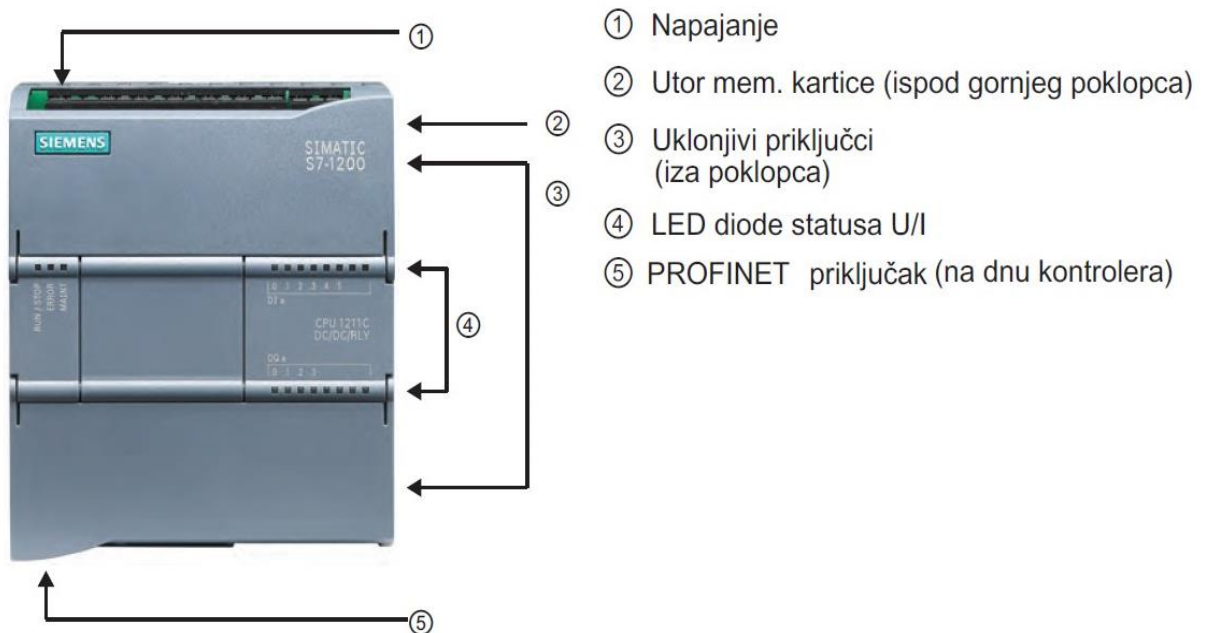 ① Napajanje
② Utor mem. kartice (ispod gornjeg poklopca)
③ Uklonjivi priključci
(iza poklopca)
④ LED diode statusa U/I
⑤ PROFINET priključak (na dnu kontrolera)
①
②
③
④
⑤
SIEMENS
SIMATIC
S7-1200
RUN / STOP
ERROR
MAINT
.0 .1 .2 .3 .4 .5
DI a
CPU 1211C
DC/DC/RLY
DQ a
.0 .1 .2 .3